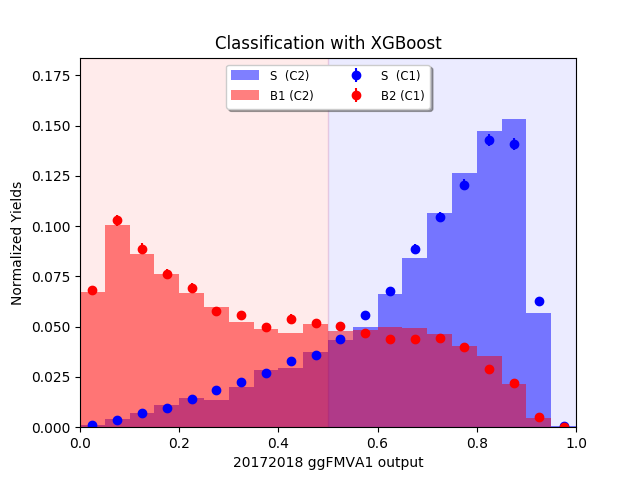 Classification with XGBoost
S (C2)
B1 (C2)
S (C1)
B2 (C1)
Normalized Yields
0.175
0.150
0.125
0.100
0.075
0.050
0.025
0.000
0.0 0.2 0.4 0.6 0.8 1.0
20172018 ggFMVA1 output